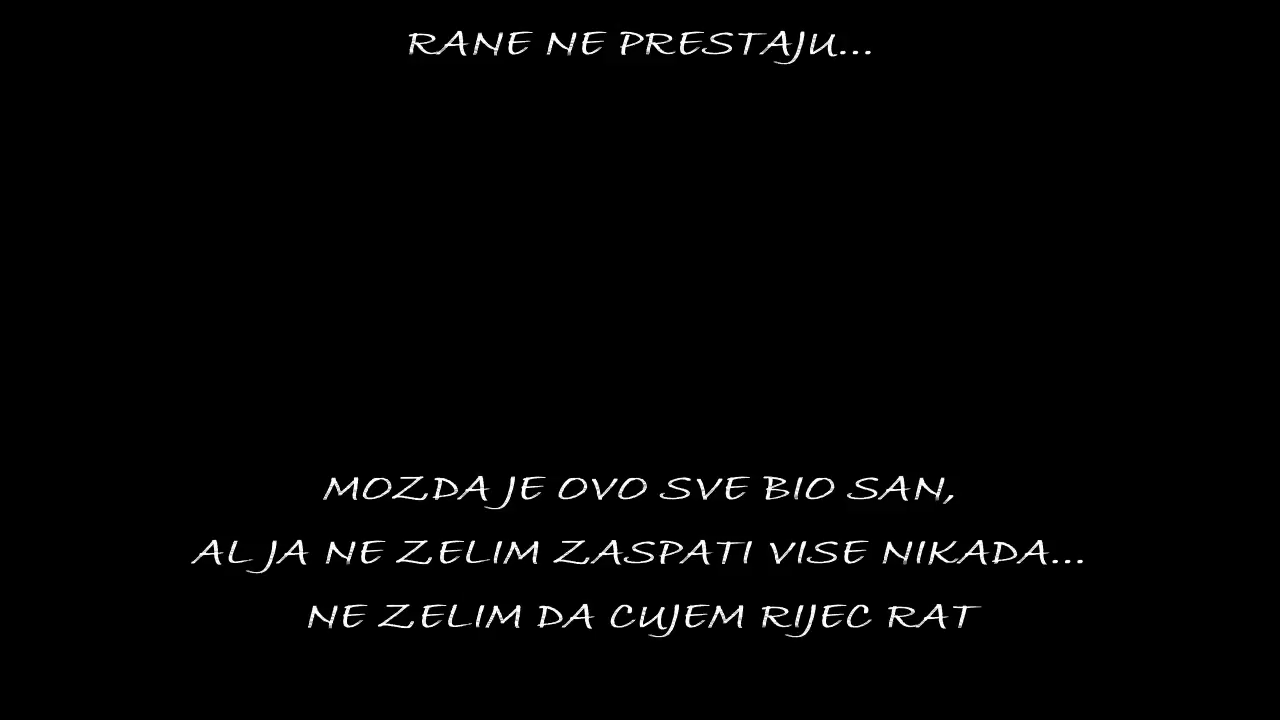 RANE NE PRESTAJU...
MOZDA JE OVO SVE BIO SAN,
AL JA NE ZELIM ZASPATI VISE NIKADA...
NE ZELIM DA CUJEM RIJEC RAT